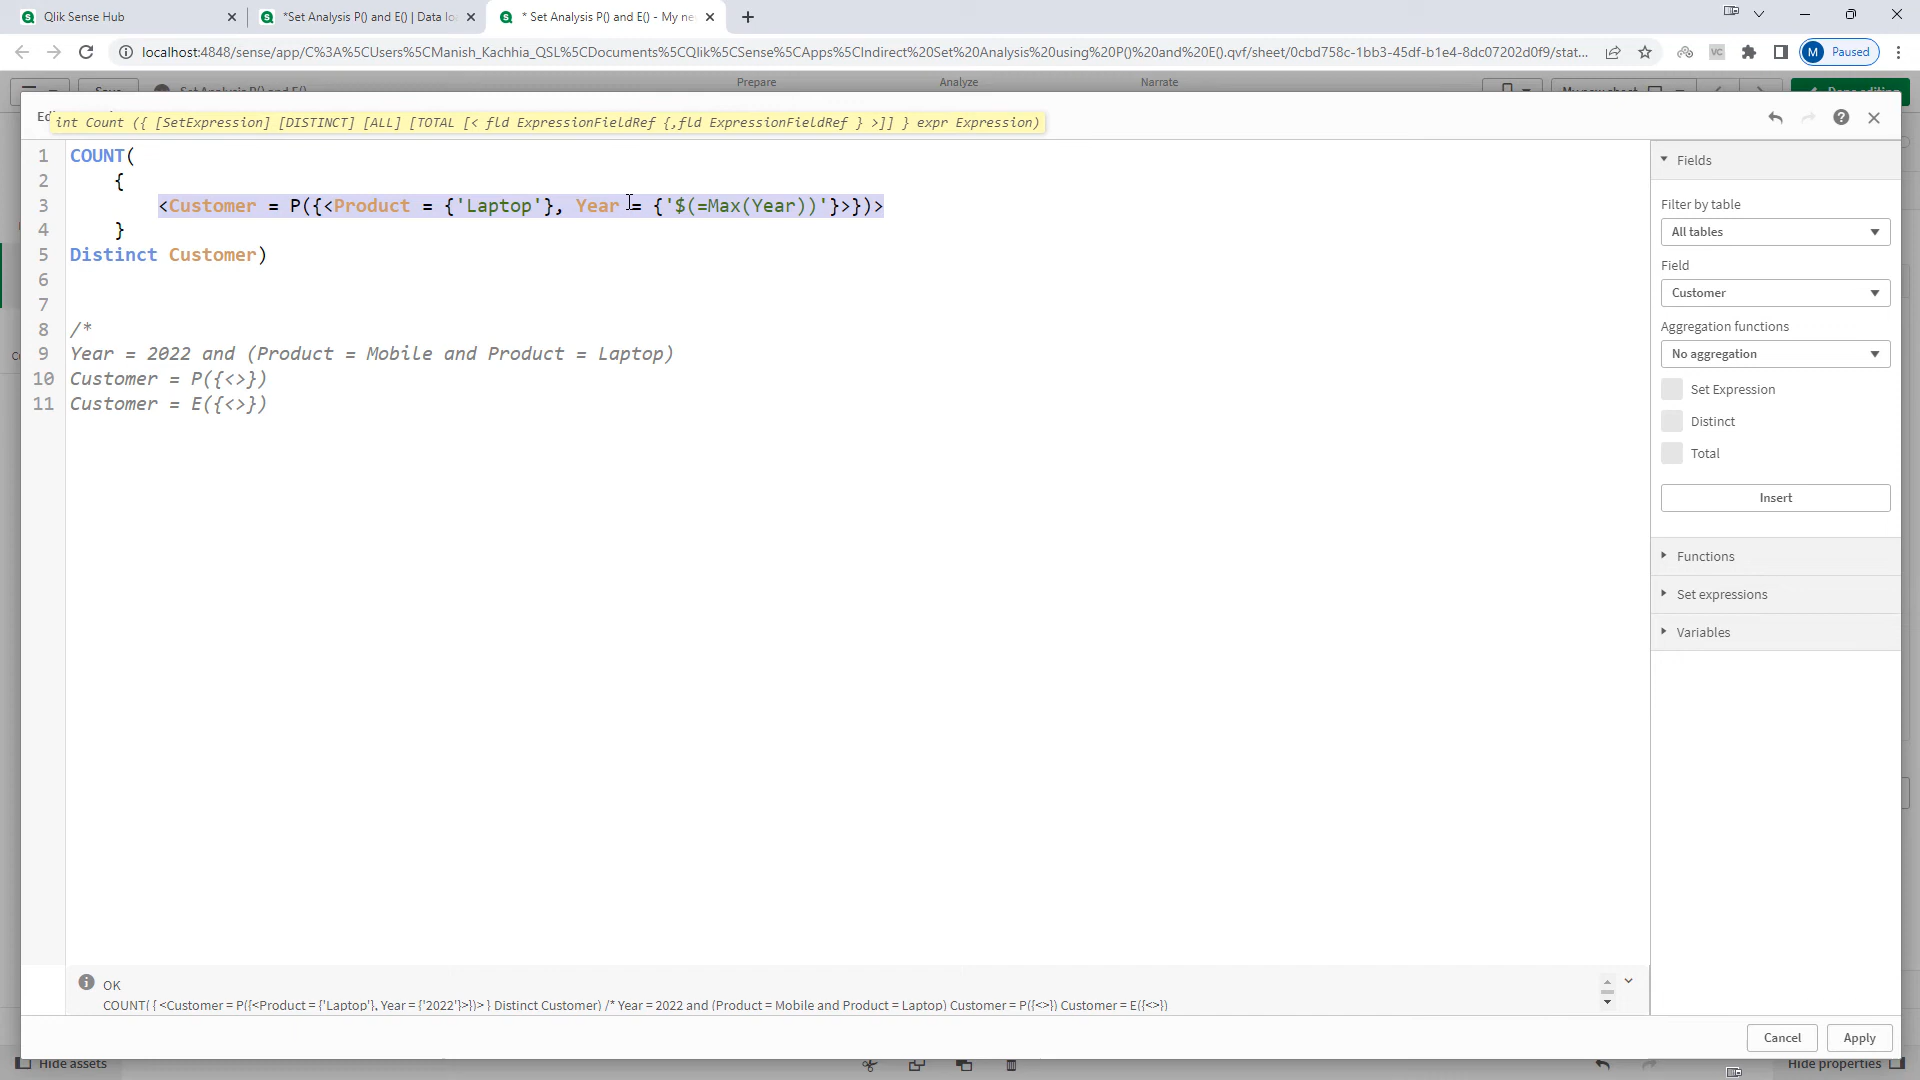 Qlik Sense Hub
*Set Analysis P() and E() | Data lo
* Set Analysis P() and E() - My ne
localhost:4848/sense/app/C%3A%5CUsers%5CManish_Kachhia_QSL%5CDocuments%5CQlik%5CSense%5CApps%5CIndirect%20Set%20Analysis%20using%20P()%20and%20E().qvf/sheet/0cbd758c-1bb3-45df-b1e4-8dc07202d0f9/stat...
VC
M Paused
Prepare
Analyze
Narrate
int Count ({ [SetExpression] [DISTINCT] [ALL] [TOTAL [< fld ExpressionFieldRef {,fld ExpressionFieldRef } >]] } expr Expression)
1 COUNT(
2 {
3 <Customer = P({<Product = {'Laptop'}, Year = {'$(=Max(Year))'}>})>
4 }
5 Distinct Customer)
6
7
8 /*
9 Year = 2022 and (Product = Mobile and Product = Laptop)
10 Customer = P({<>})
11 Customer = E({<>})
Fields
Filter by table
All tables
Field
Customer
Aggregation functions
No aggregation
Set Expression
Distinct
Total
Insert
Functions
Set expressions
Variables
OK
COUNT( { <Customer = P({<Product = {'Laptop'}, Year = {'2022'}>})> } Distinct Customer) /* Year = 2022 and (Product = Mobile and Product = Laptop) Customer = P({<>}) Customer = E({<>})
Cancel
Apply
Hide assets
Hide properties